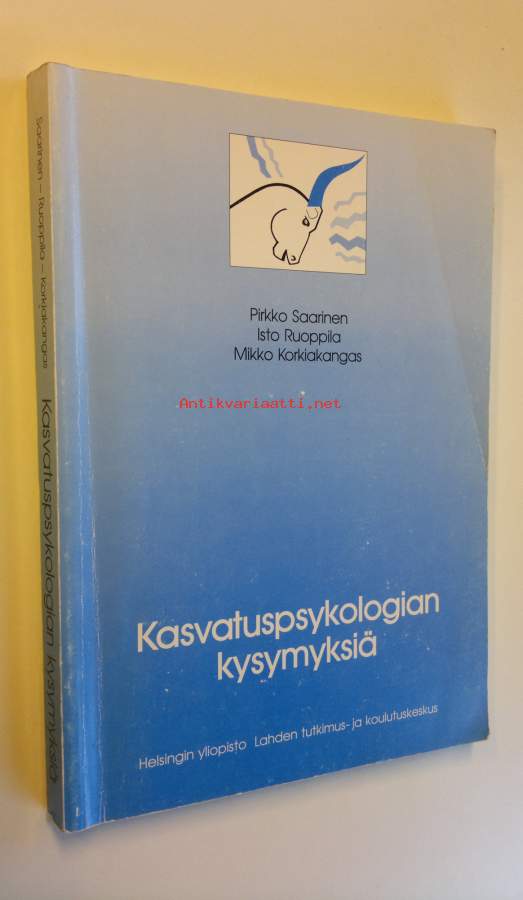 Pirkko Saarinen
Isto Ruoppila
Mikko Korkiakangas
Antikvariaatti.net
Kasvatuspsykologian
kysymyksiä
Helsingin yliopisto Lahden tutkimus- ja koulutuskeskus
Saarinen – Ruoppila – Korkiakangas Kasvatuspsykologian kysymyksiä